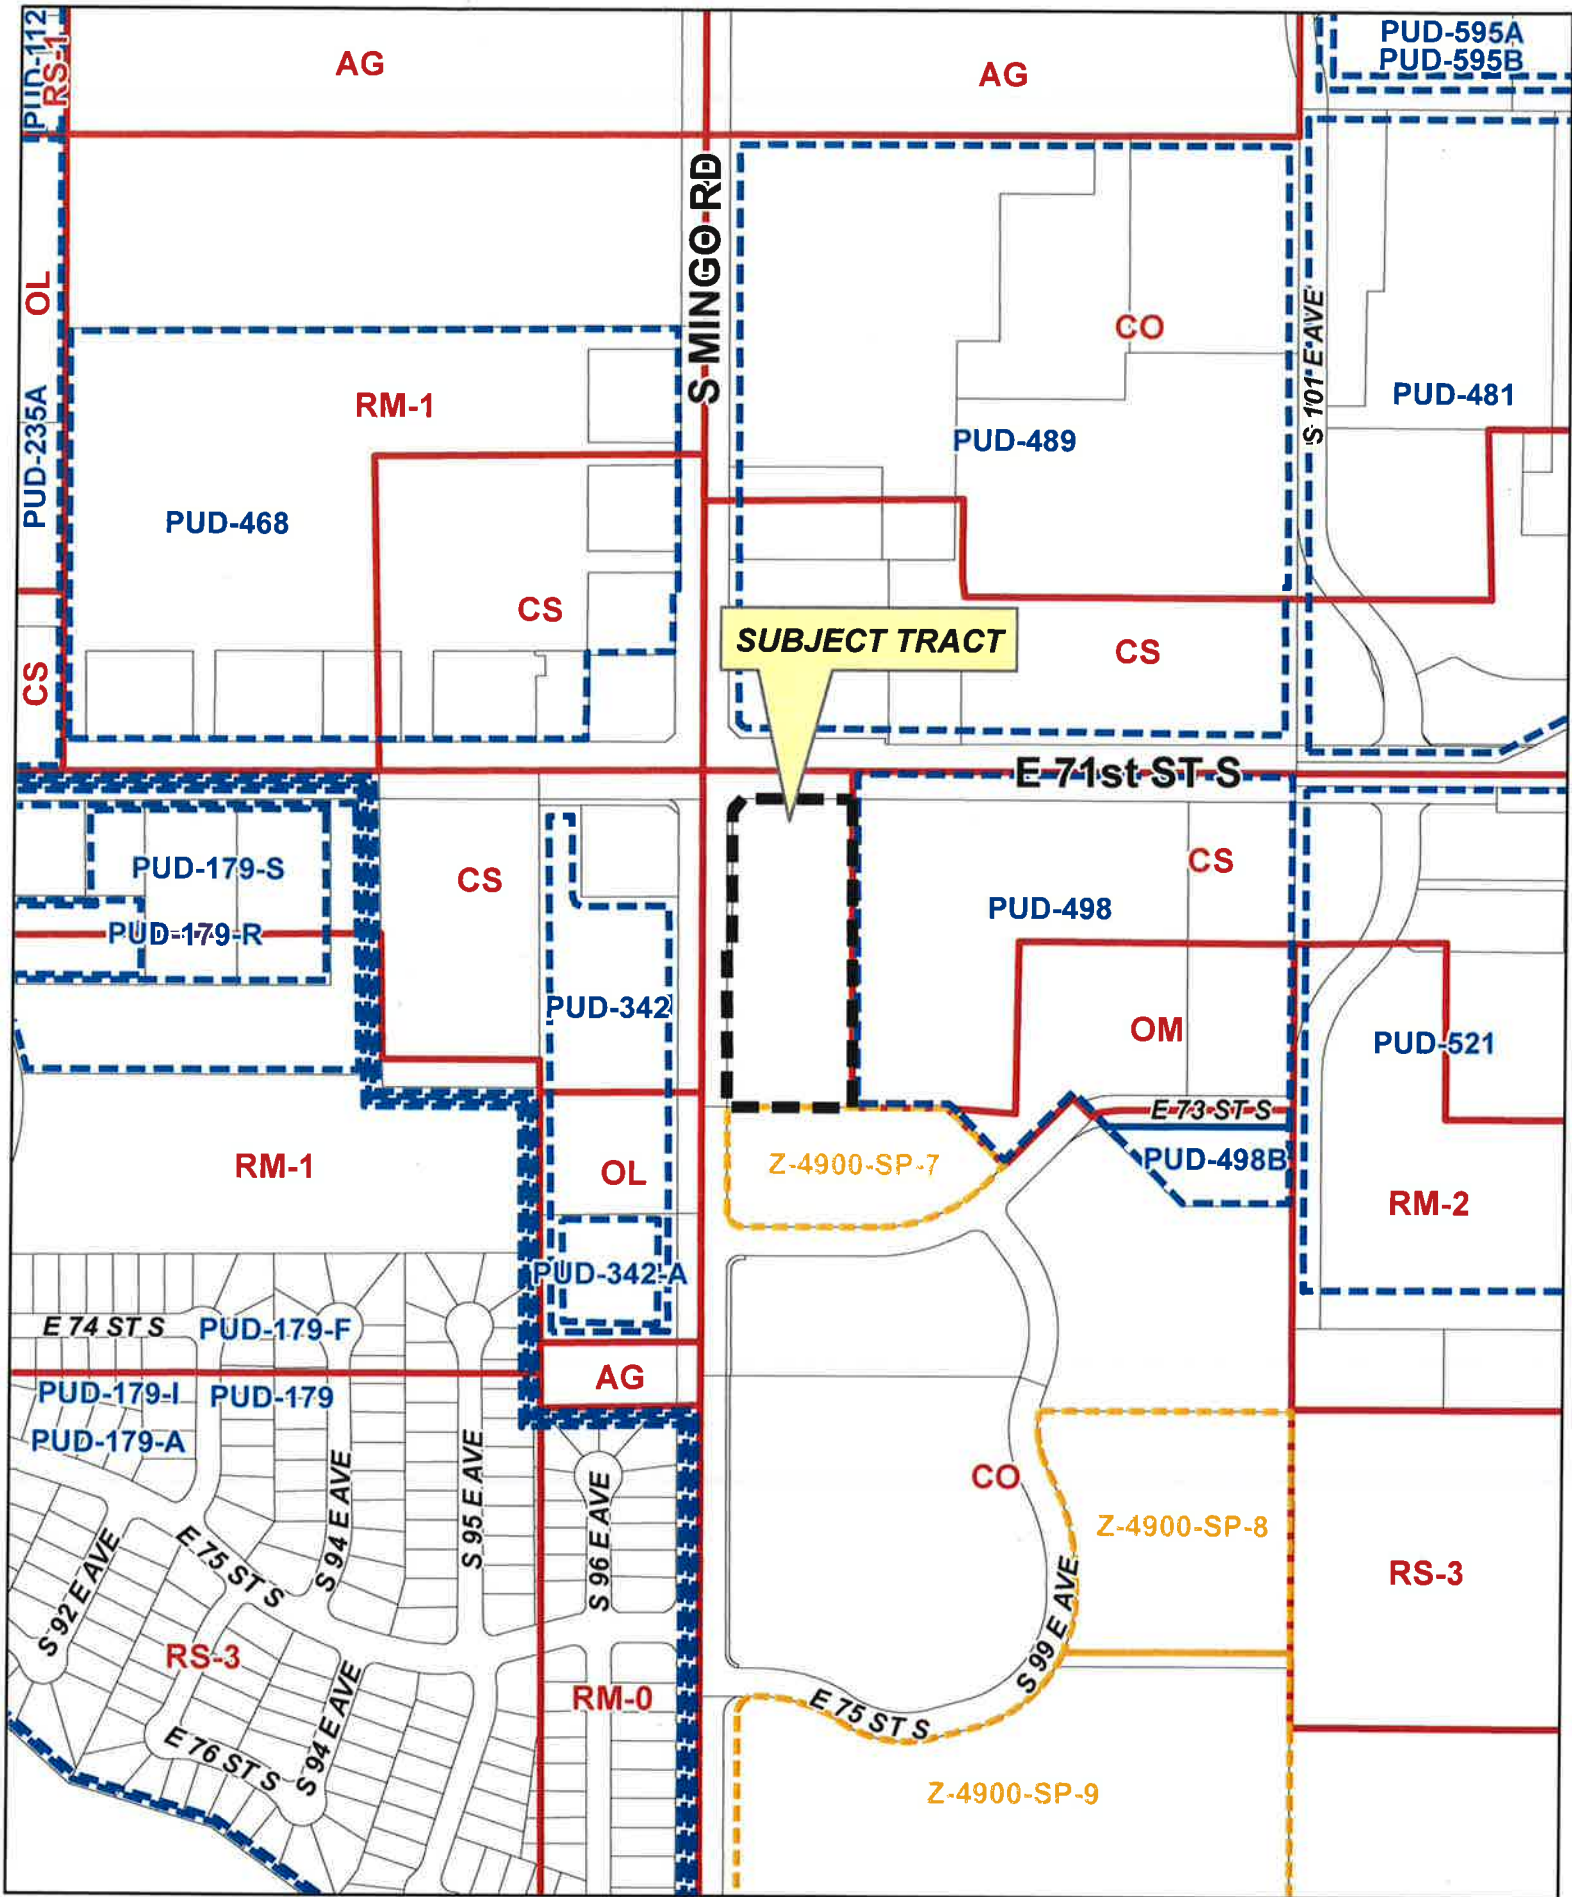 PUD-112
RS-1
AG
AG
PUD-595A
PUD-595B
S MINGO RD
OL
CO
S 101 E AVE
PUD-235A
RM-1
PUD-481
PUD-489
PUD-468
CS
SUBJECT TRACT
CS
CS
E 71st ST S
PUD-179-S
CS
CS
PUD-498
PUD-179-R
PUD-342
OM
PUD-521
E 73 ST S
RM-1
OL
Z-4900-SP-7
PUD-498B
RM-2
PUD-342-A
E 74 ST S
PUD-179-F
AG
PUD-179-I
PUD-179
PUD-179-A
S 94 E AVE
S 95 E AVE
S 96 E AVE
CO
Z-4900-SP-8
RS-3
S 92 E AVE
E 75 ST S
S 99 E AVE
RS-3
S 94 E AVE
RM-0
E 75 ST S
E 76 ST S
Z-4900-SP-9